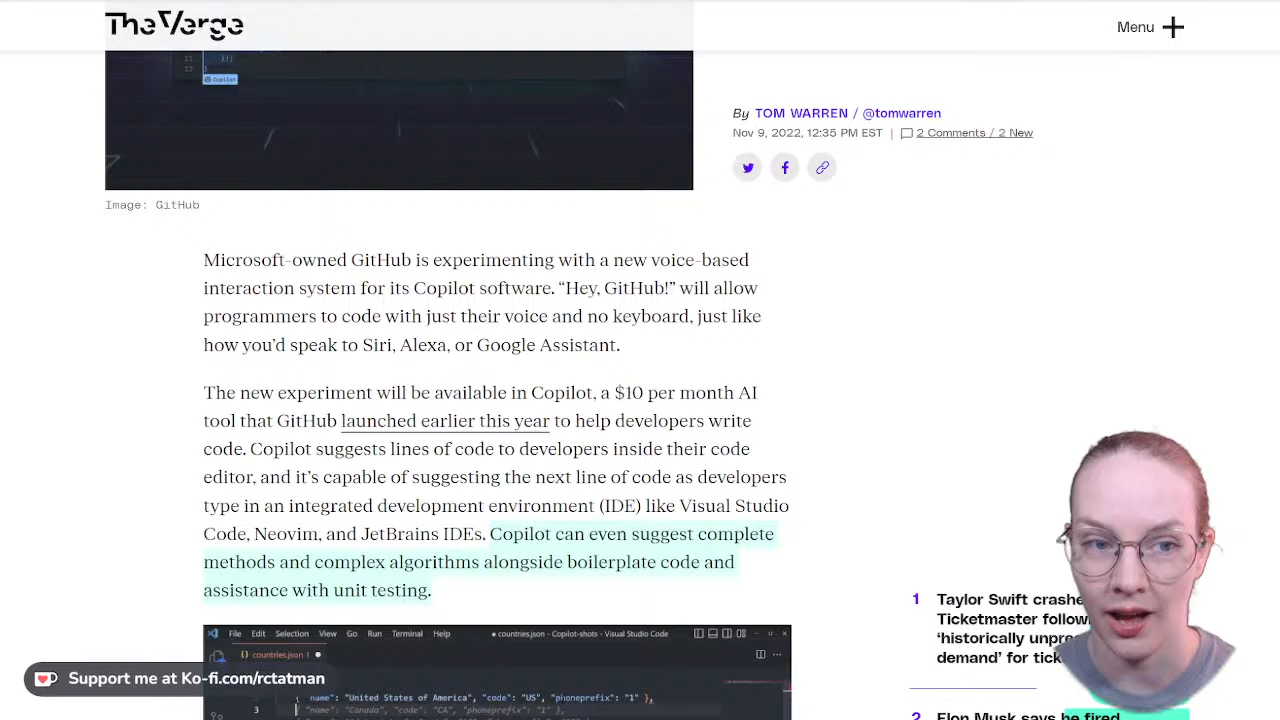 The Verge
Menu
11 });
12 }
Copilot
By TOM WARREN / @tomwarren
Nov 9, 2022, 12:35 PM EST | 2 Comments / 2 New
Image: GitHub
Microsoft-owned GitHub is experimenting with a new voice-based
interaction system for its Copilot software. “Hey, GitHub!” will allow
programmers to code with just their voice and no keyboard, just like
how you’d speak to Siri, Alexa, or Google Assistant.
The new experiment will be available in Copilot, a $10 per month AI
tool that GitHub launched earlier this year to help developers write
code. Copilot suggests lines of code to developers inside their code
editor, and it’s capable of suggesting the next line of code as developers
type in an integrated development environment (IDE) like Visual Studio
Code, Neovim, and JetBrains IDEs. Copilot can even suggest complete
methods and complex algorithms alongside boilerplate code and
assistance with unit testing.
File Edit Selection View Go Run Terminal Help
● countries.json - Copilot-shots - Visual Studio Code
{} countries.json 1 ●
name": "United States of America", "code": "US", "phoneprefix": "1" },
3 "name": "Canada", "code": "CA", "phoneprefix": "1" },
Support me at Ko-fi.com/rctatman
1 Taylor Swift crashe
Ticketmaster follow
‘historically unpre
demand’ for tick
2 Elon Musk says he fired